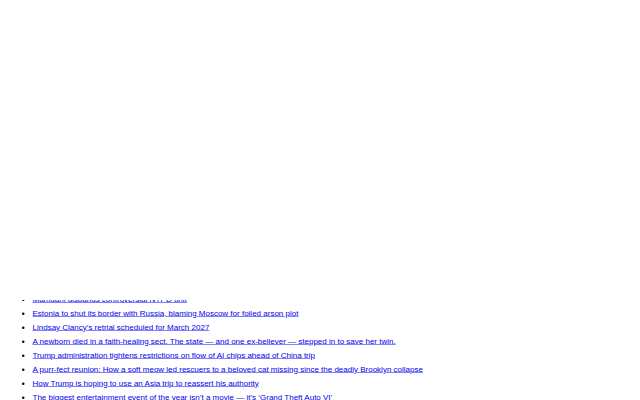 Estonia to shut its border with Russia, blaming Moscow for foiled arson plot
Lindsay Clancy's retrial scheduled for March 2027
A newborn died in a faith-healing sect. The state — and one ex-believer — stepped in to save her twin.
Trump administration tightens restrictions on flow of AI chips ahead of China trip
A purr-fect reunion: How a soft meow led rescuers to a beloved cat missing since the deadly Brooklyn collapse
How Trump is hoping to use an Asia trip to reassert his authority
The biggest entertainment event of the year isn't a movie — it's 'Grand Theft Auto VI'